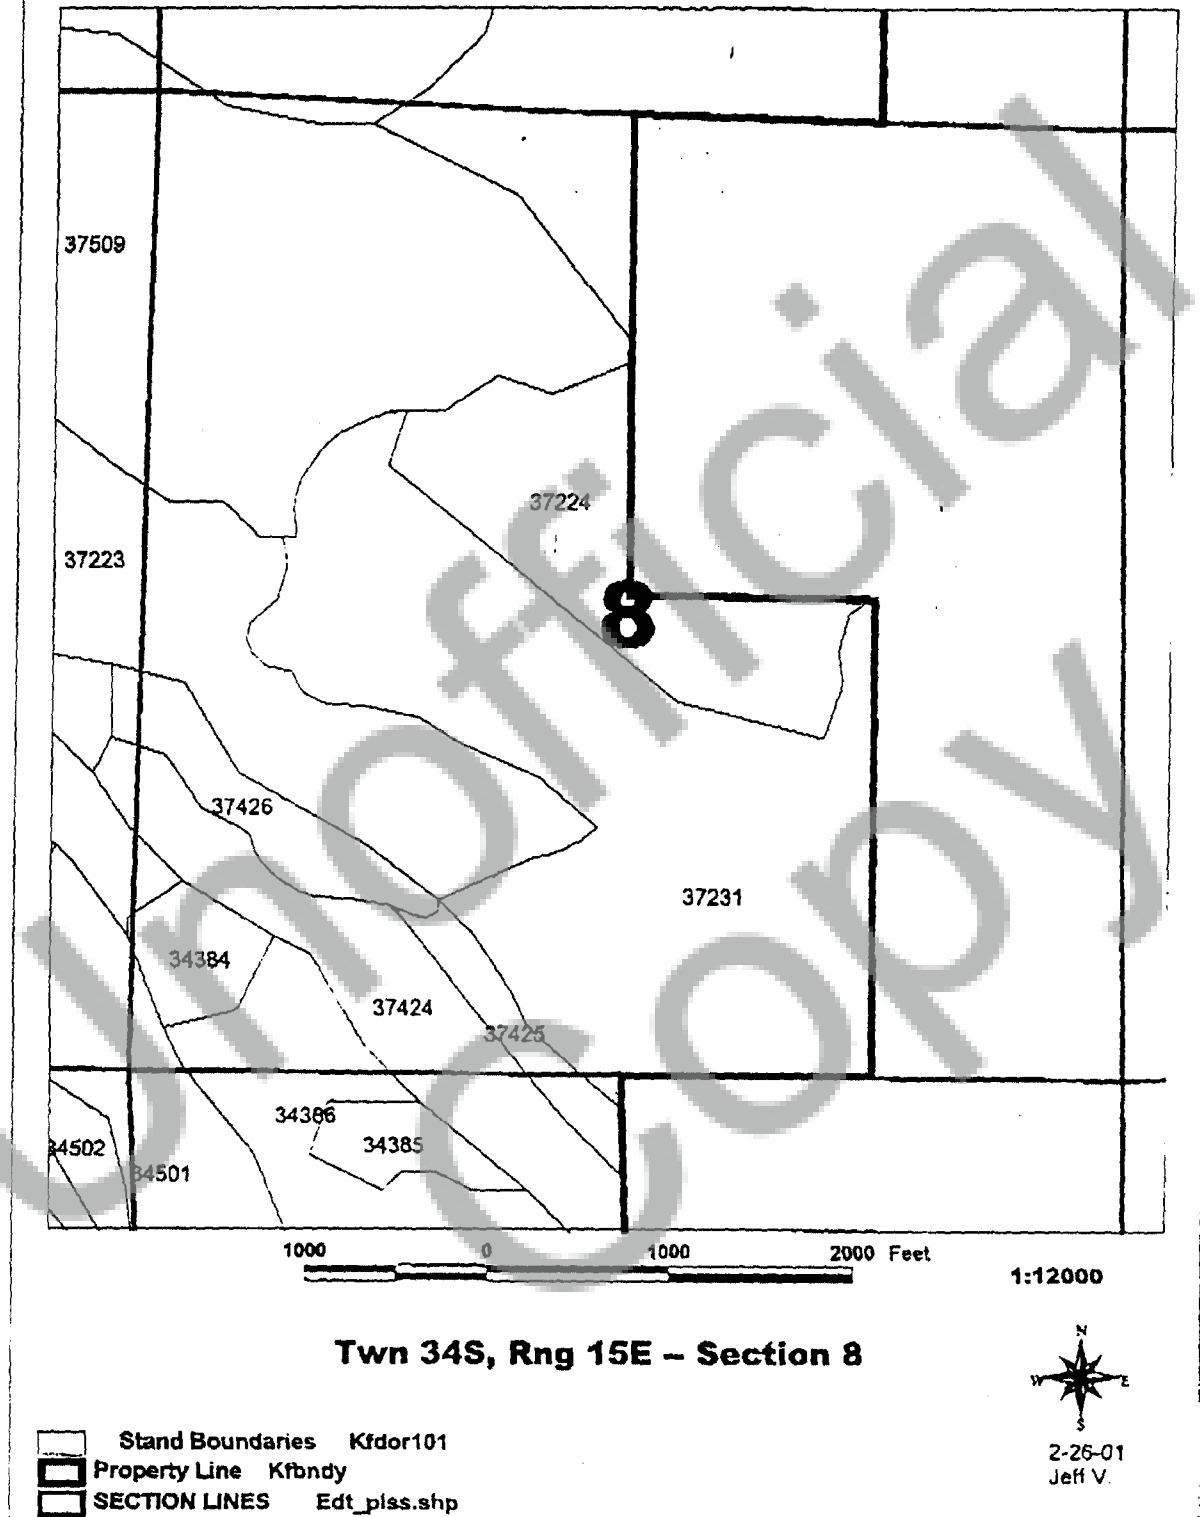 37509
37224
37223
8
37426
37231
34384
37424
37425
34386
34385
34502
34501
1000 0 1000 2000 Feet
1:12000
Twn 34S, Rng 15E – Section 8
N
W E
S
Stand Boundaries Kfdor101
2-26-01
Property Line Kfbndy
Jeff V.
SECTION LINES Edt_plss.shp
Unofficial
Copy